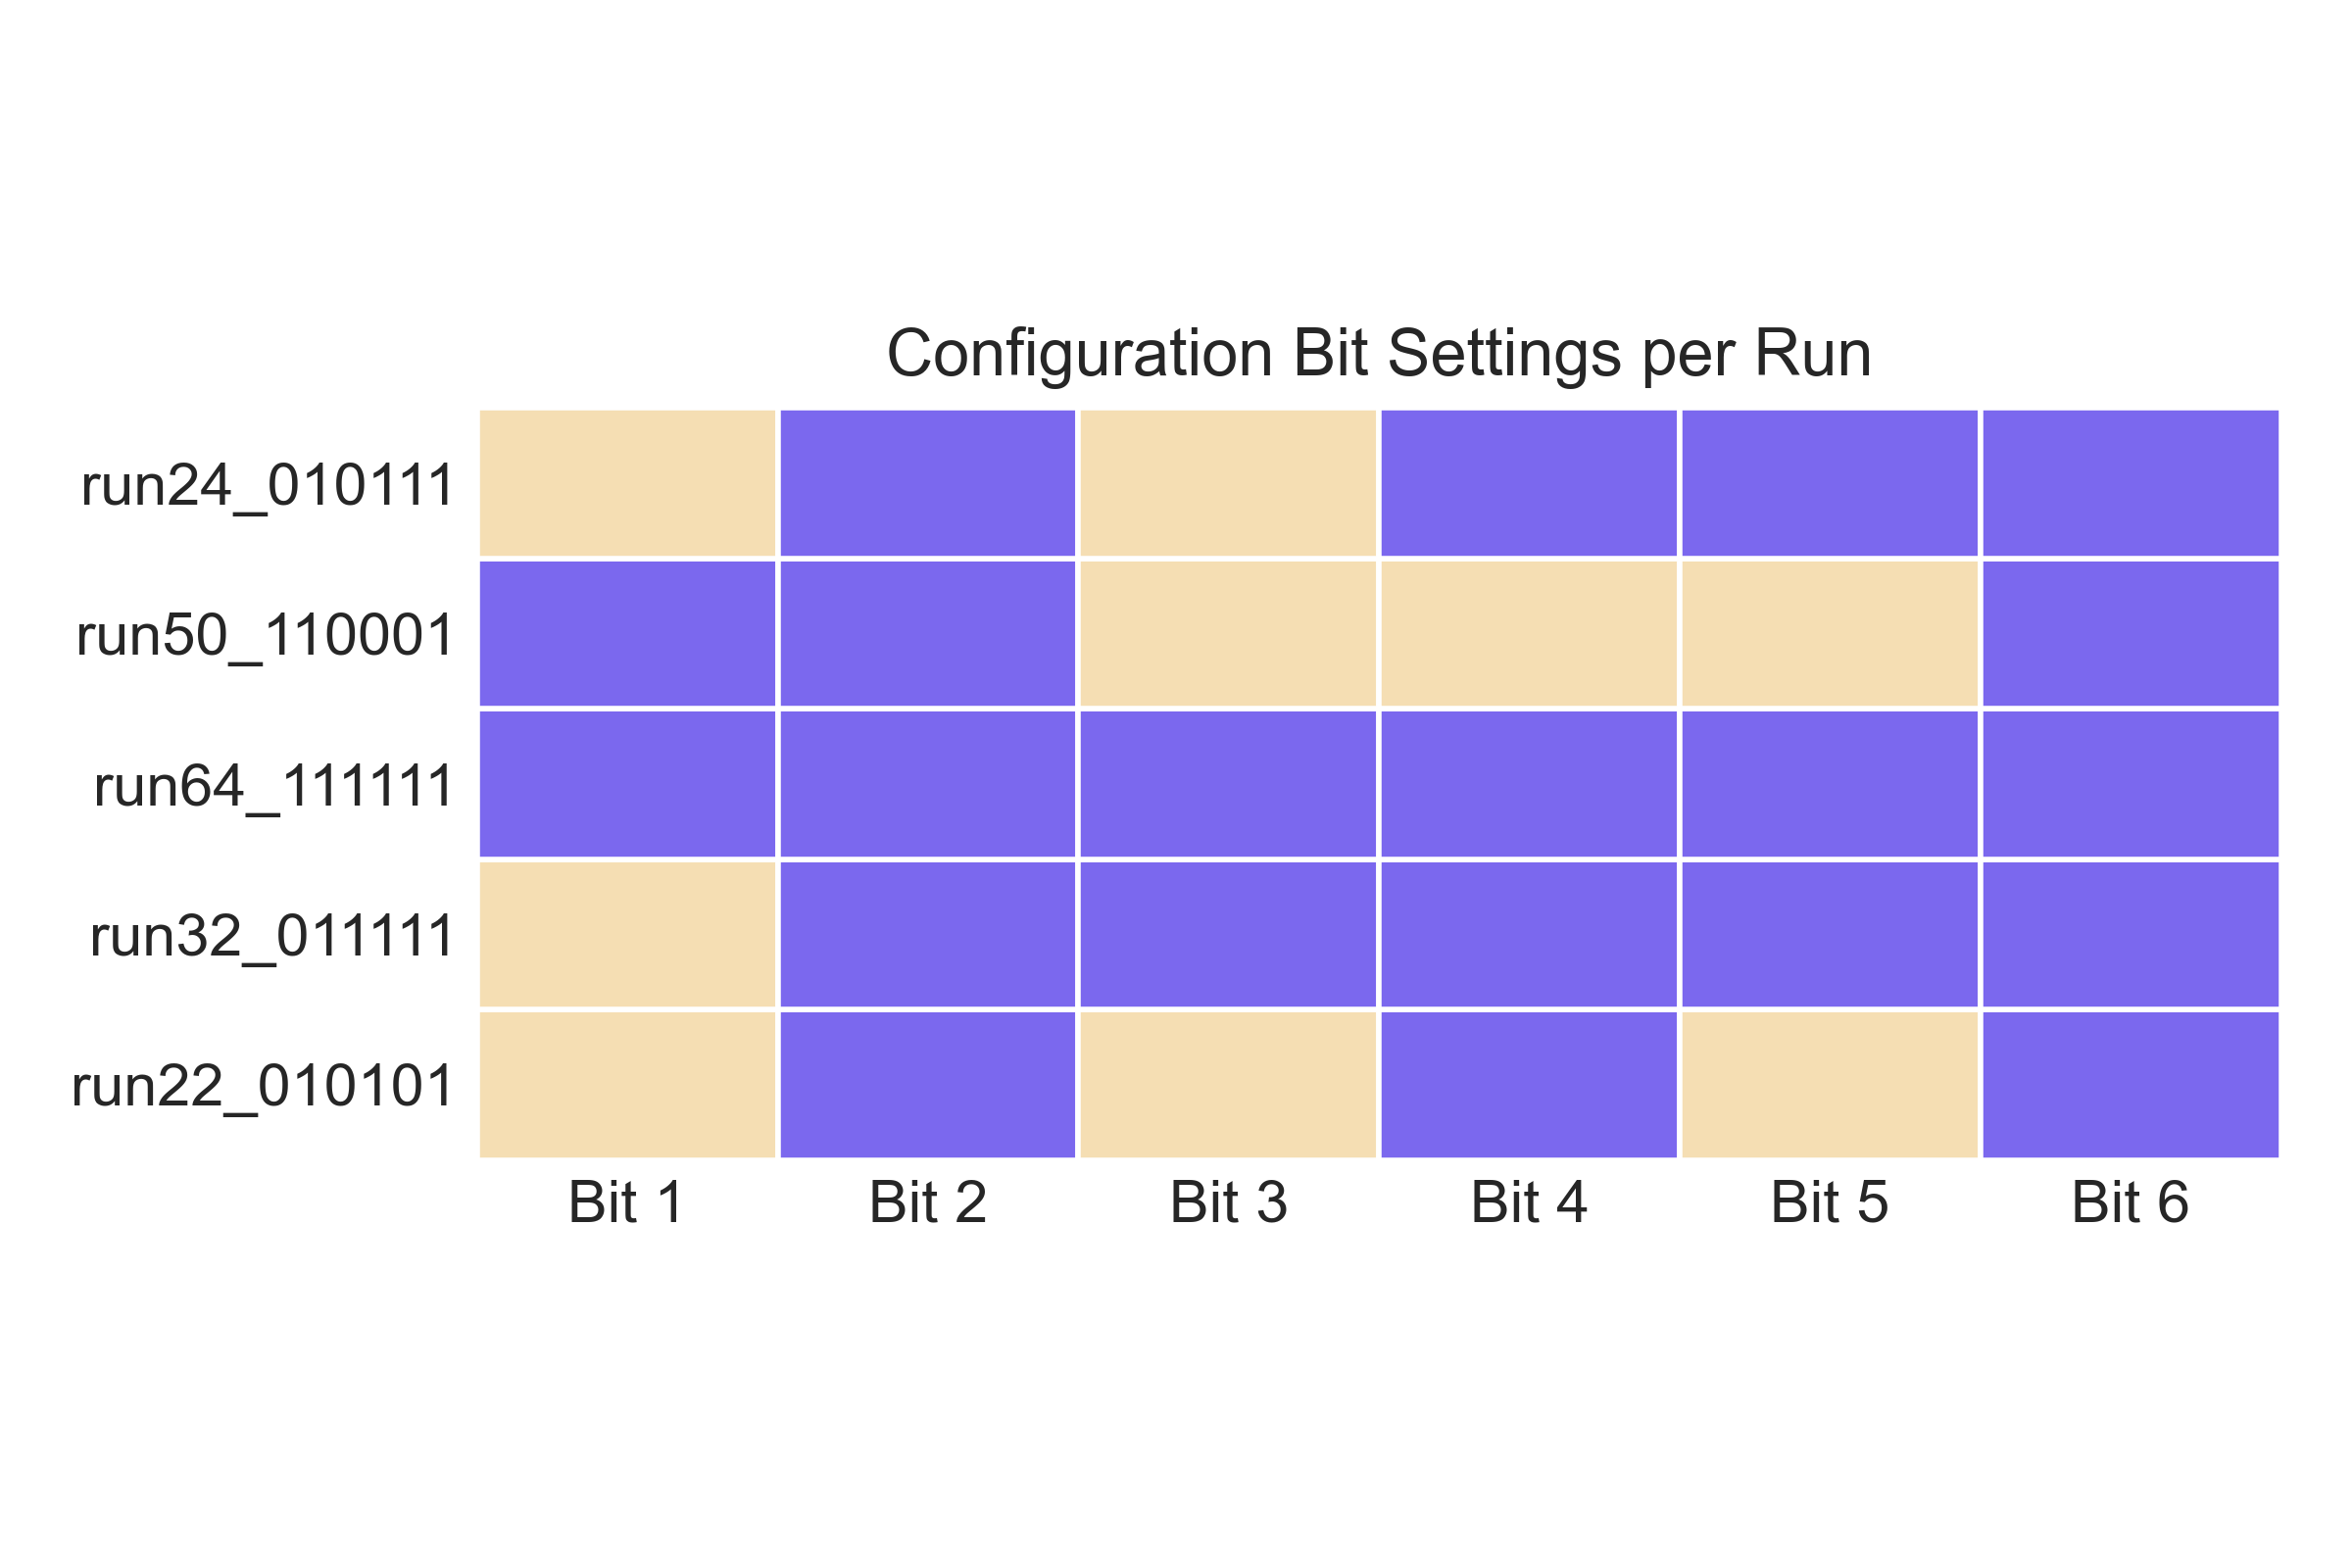 Configuration Bit Settings per Run
run24_010111
run50_110001
run64_111111
run32_011111
run22_010101
Bit 1 Bit 2 Bit 3 Bit 4 Bit 5 Bit 6